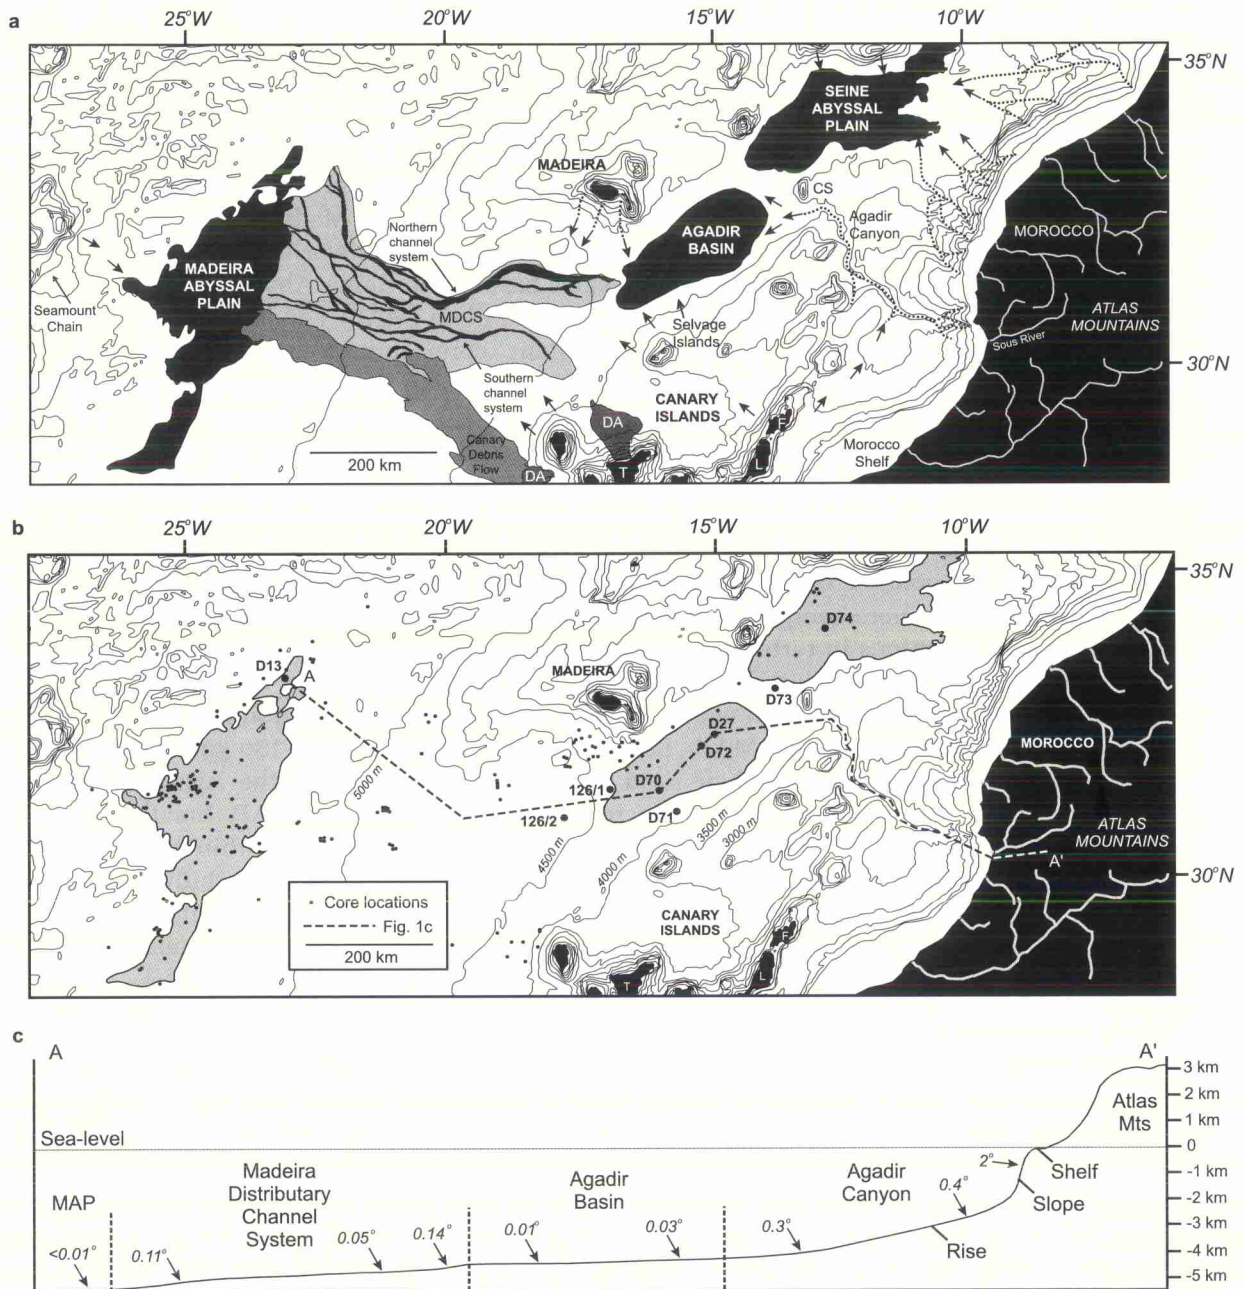 a
25°W
20°W
15°W
10°W
35°N
SEINE
ABYSSAL
PLAIN
MADEIRA
CS
Agadir
Canyon
MOROCCO
Northern
channel
system
AGADIR
BASIN
MADEIRA
ABYSSAL
PLAIN
Seamount
Chain
MDCS
Selvage
Islands
ATLAS
MOUNTAINS
Sous River
30°N
Southern
channel
system
CANARY
ISLANDS
DA
F
Canary
Debris
Flow
200 km
Morocco
Shelf
DA
T
L
b
25°W
20°W
15°W
10°W
35°N
D74
D13
A
MADEIRA
D73
D27
D72
MOROCCO
D70
5000 m
126/1
126/2
D71
3500 m
3000 m
4500 m
4000 m
ATLAS
MOUNTAINS
A'
30°N
Core locations
Fig. 1c
200 km
CANARY
ISLANDS
F
T
L
c
A
A'
3 km
2 km
1 km
0
-1 km
-2 km
-3 km
-4 km
-5 km
Atlas
Mts
Sea-level
MAP
Madeira
Distributary
Channel
System
Agadir
Basin
Agadir
Canyon
2°
Shelf
Slope
Rise
<0.01°
0.11°
0.05°
0.14°
0.01°
0.03°
0.3°
0.4°